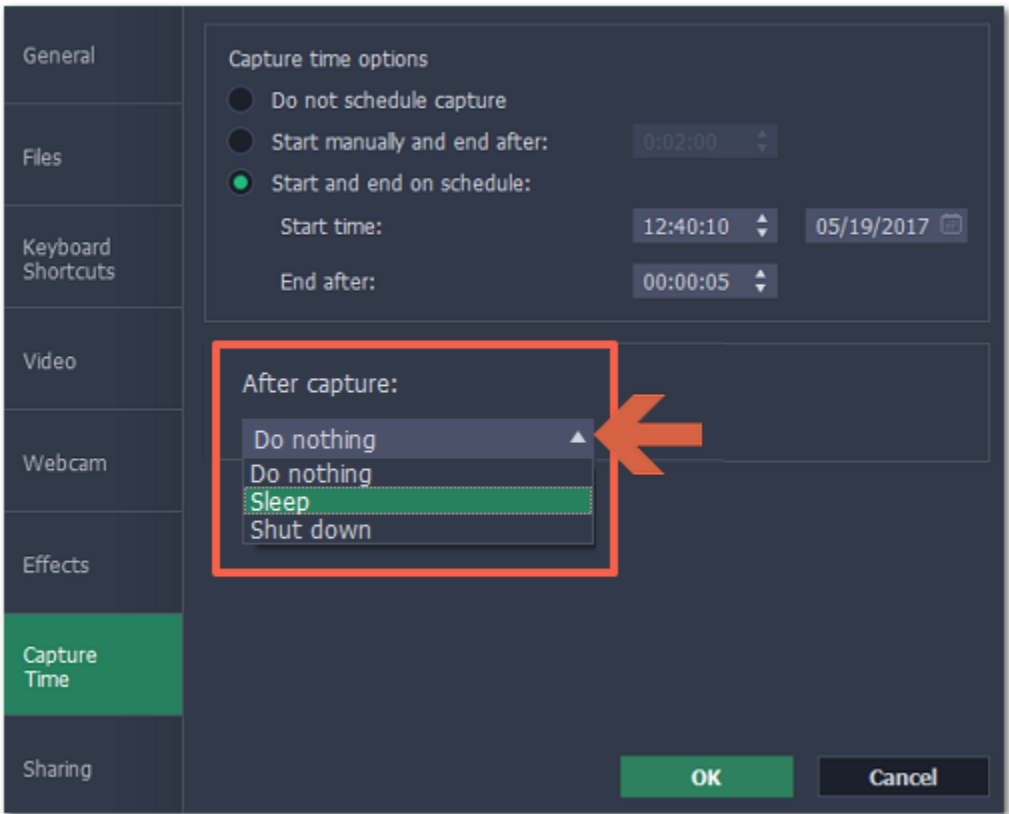 General
Files
Keyboard
Shortcuts
Video
Webcam
Effects
Capture
Time
Sharing
Capture time options
Do not schedule capture
Start manually and end after: 0:02:00
Start and end on schedule:
Start time: 12:40:10 05/19/2017
End after: 00:00:05
After capture:
Do nothing
Do nothing
Sleep
Shut down
OK Cancel